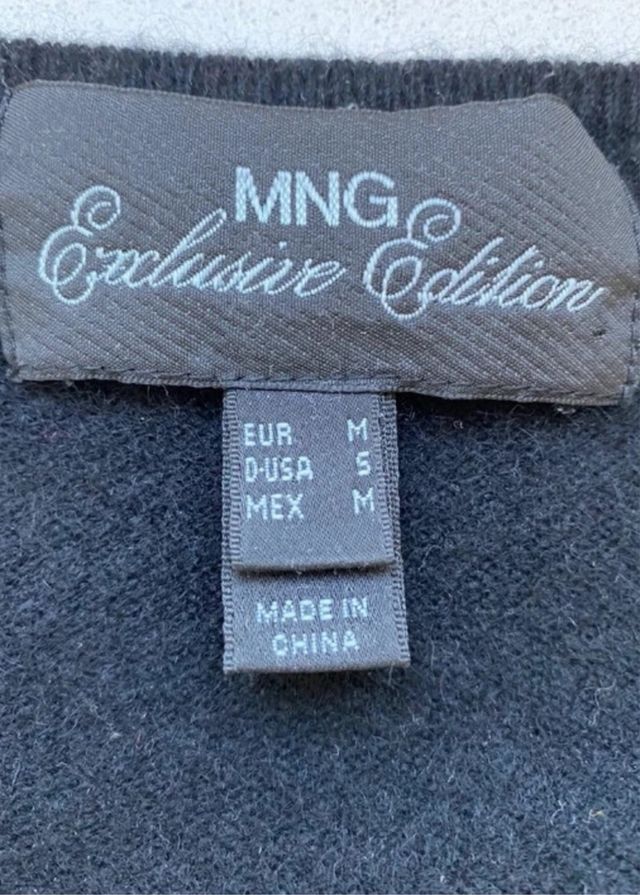 MNG
Exclusive Edition
EUR M
D-USA S
MEX M
MADE IN
CHINA